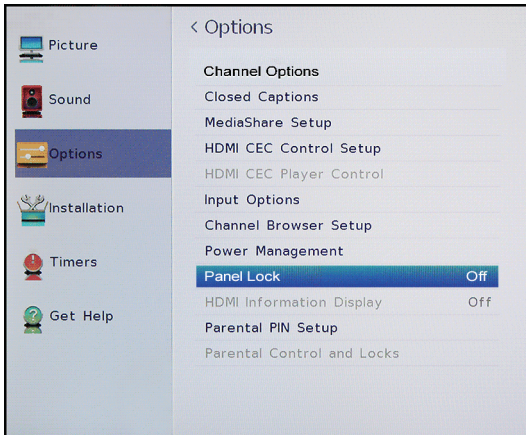 Picture
Sound
Options
Installation
Timers
Get Help
< Options
Channel Options
Closed Captions
MediaShare Setup
HDMI CEC Control Setup
HDMI CEC Player Control
Input Options
Channel Browser Setup
Power Management
Panel Lock Off
HDMI Information Display Off
Parental PIN Setup
Parental Control and Locks